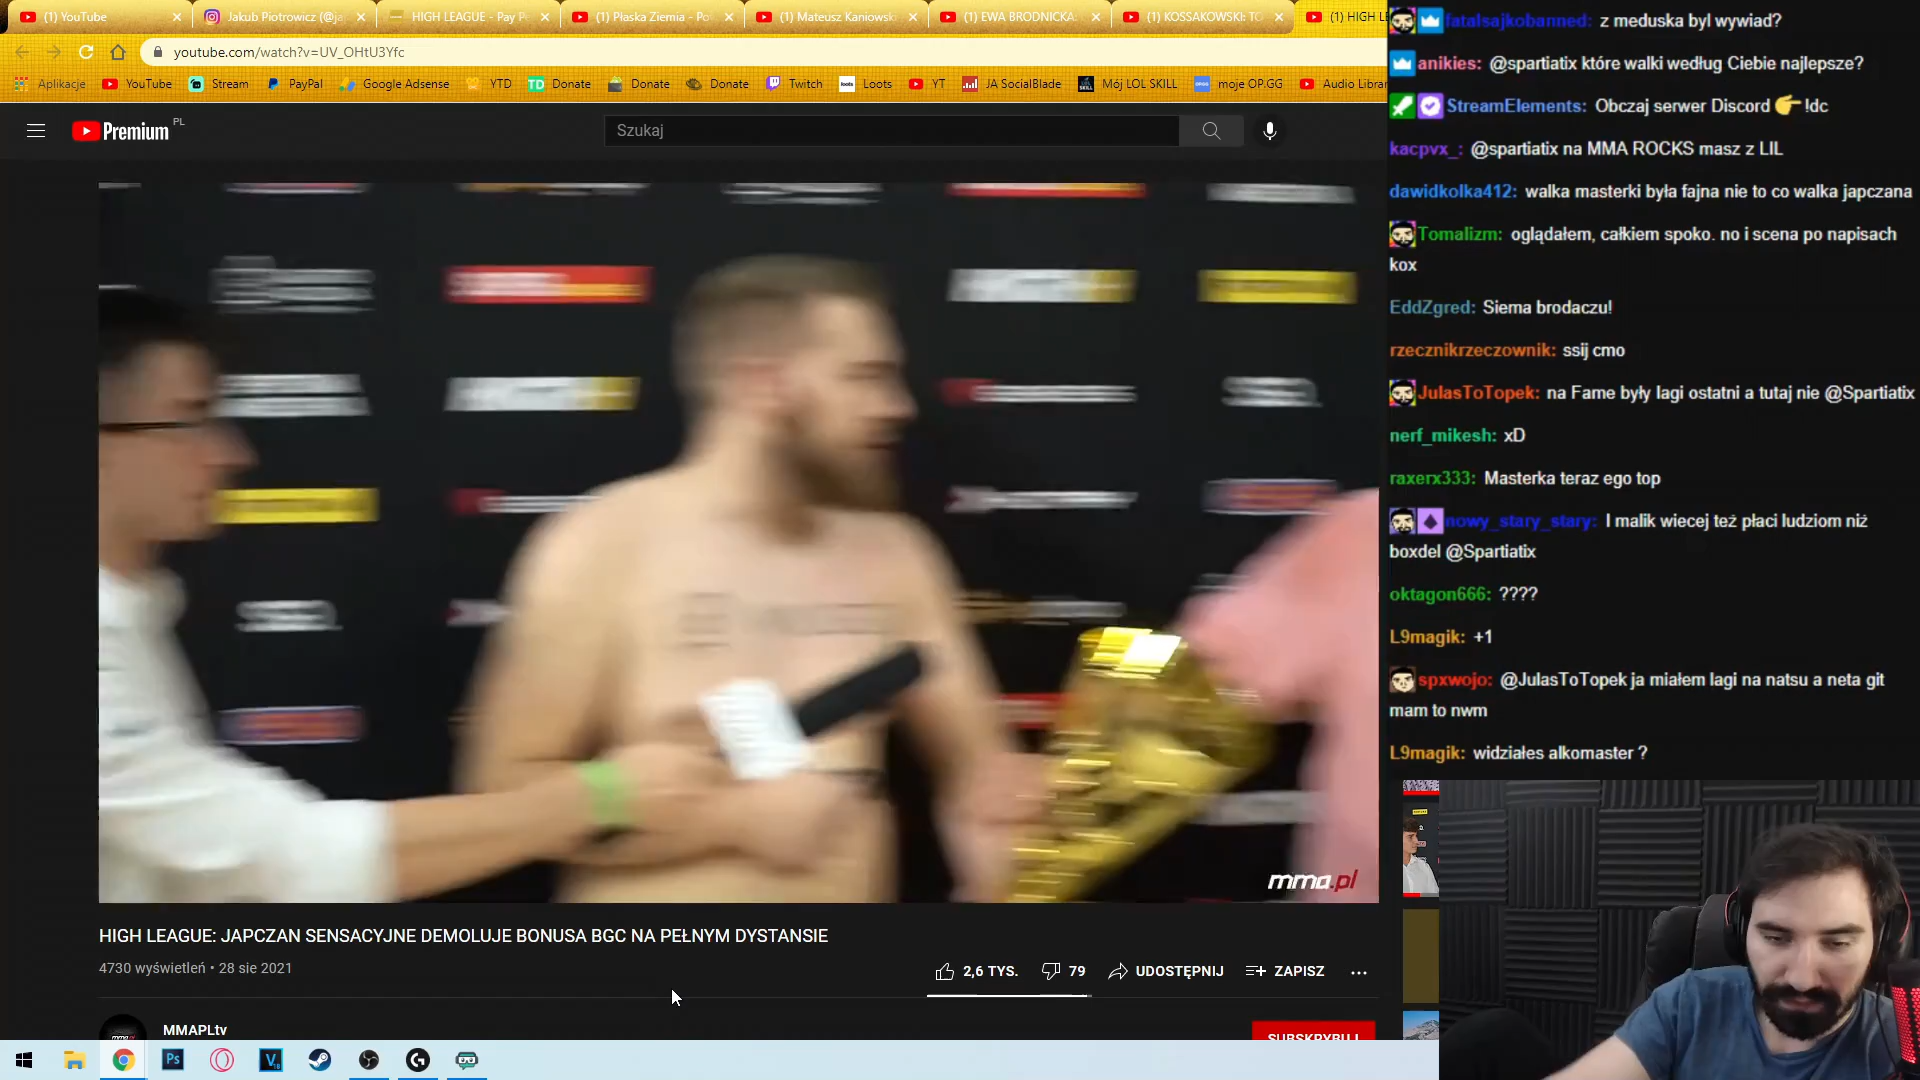 (1) YouTube
Jakub Piotrowicz (@ja
HIGH LEAGUE - Pay P
(1) Płaska Ziemia - Po
(1) Mateusz Kaniowsk
(1) EWA BRODNICKA:
(1) KOSSAKOWSKI: TO
(1) HIGH LE
youtube.com/watch?v=UV_OHtU3Yfc
Aplikacje
YouTube
Stream
PayPal
Google Adsense
YTD
Donate
Donate
Donate
Twitch
Loots
YT
JA SocialBlade
Mój LOL SKILL
moje OP.GG
Audio Librar
Premium PL
Szukaj
mma.pl
HIGH LEAGUE: JAPCZAN SENSACYJNE DEMOLUJE BONUSA BGC NA PEŁNYM DYSTANSIE
4730 wyświetleń • 28 sie 2021
2,6 TYS.
79
UDOSTĘPNIJ
ZAPISZ
MMAPLtv
SUBSKRYBUJ
fatalsajkobanned: z meduska byl wywiad?
anikies: @spartiatix które walki według Ciebie najlepsze?
StreamElements: Obczaj serwer Discord 👉 !dc
kacpvx_: @spartiatix na MMA ROCKS masz z LIL
dawidkolka412: walka masterki była fajna nie to co walka japczana
Tomalizm: oglądałem, całkiem spoko. no i scena po napisach
kox
EddZgred: Siema brodaczu!
rzecznikrzeczownik: ssij cmo
JulasToTopek: na Fame były lagi ostatni a tutaj nie @Spartiatix
nerf_mikesh: xD
raxerx333: Masterka teraz ego top
nowy_stary_stary: I malik wiecej też płaci ludziom niż
boxdel @Spartiatix
oktagon666: ????
L9magik: +1
spxwojo: @JulasToTopek ja miałem lagi na natsu a neta git
mam to nwm
L9magik: widziałes alkomaster ?
Ps